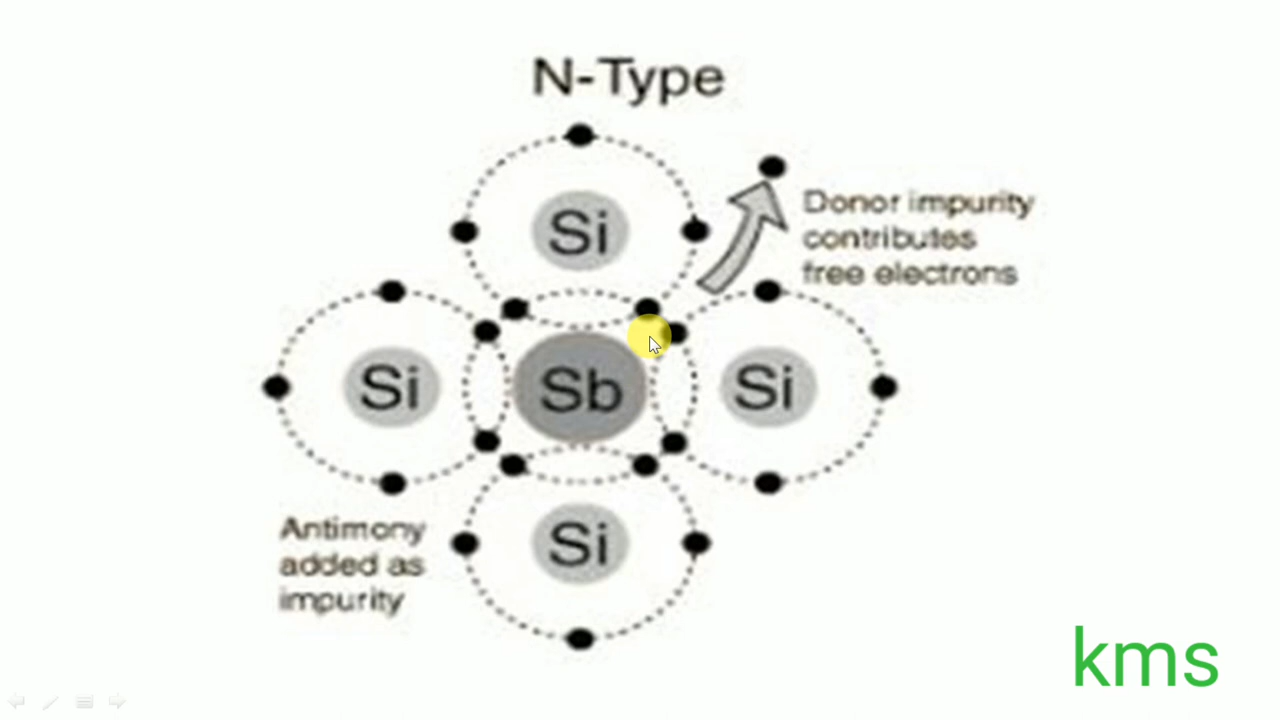 N-Type
Donor impurity
contributes
free electrons
Si
Si
Sb
Si
Si
Antimony
added as
impurity
kms